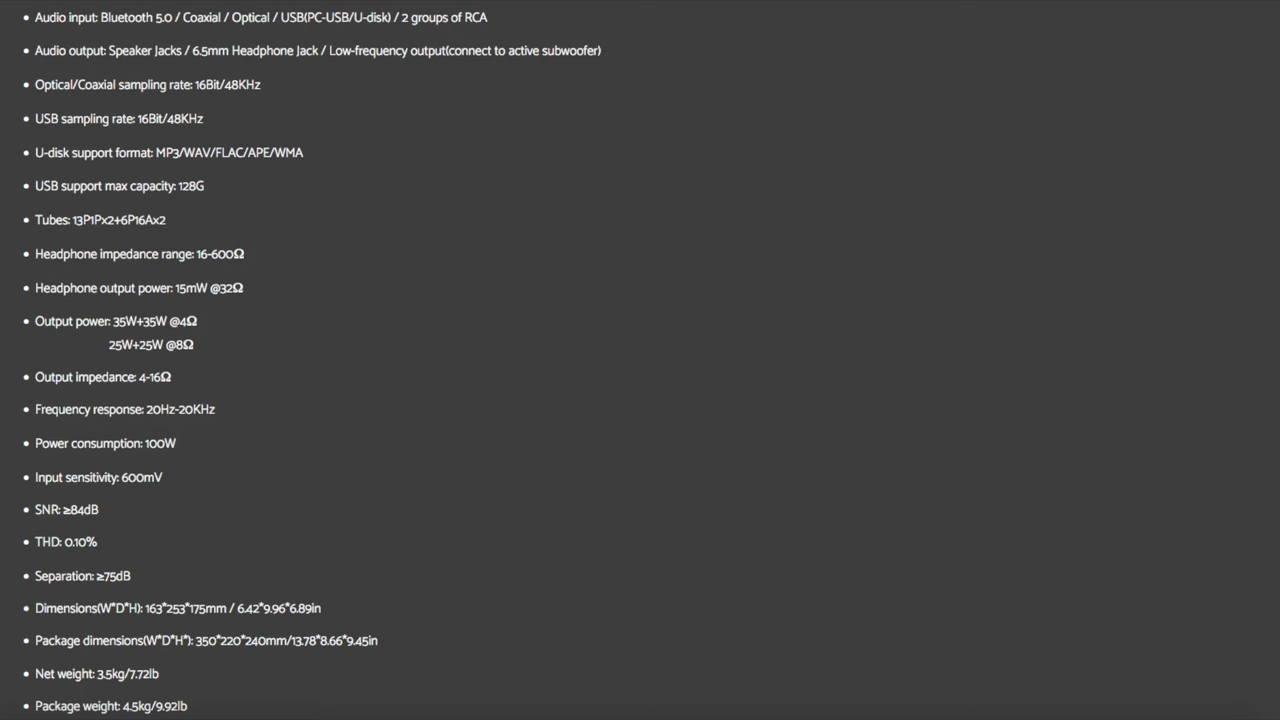 • Audio input: Bluetooth 5.0 / Coaxial / Optical / USB(PC-USB/U-disk) / 2 groups of RCA
• Audio output: Speaker Jacks / 6.5mm Headphone Jack / Low-frequency output(connect to active subwoofer)
• Optical/Coaxial sampling rate: 16Bit/48KHz
• USB sampling rate: 16Bit/48KHz
• U-disk support format: MP3/WAV/FLAC/APE/WMA
• USB support max capacity: 128G
• Tubes: 13P1Px2+6P16Ax2
• Headphone impedance range: 16-600Ω
• Headphone output power: 15mW @32Ω
• Output power: 35W+35W @4Ω
25W+25W @8Ω
• Output impedance: 4-16Ω
• Frequency response: 20Hz-20KHz
• Power consumption: 100W
• Input sensitivity: 600mV
• SNR: ≥84dB
• THD: 0.10%
• Separation: ≥75dB
• Dimensions(W*D*H): 163*253*175mm / 6.42*9.96*6.89in
• Package dimensions(W*D*H*): 350*220*240mm/13.78*8.66*9.45in
• Net weight: 3.5kg/7.72lb
• Package weight: 4.5kg/9.92lb